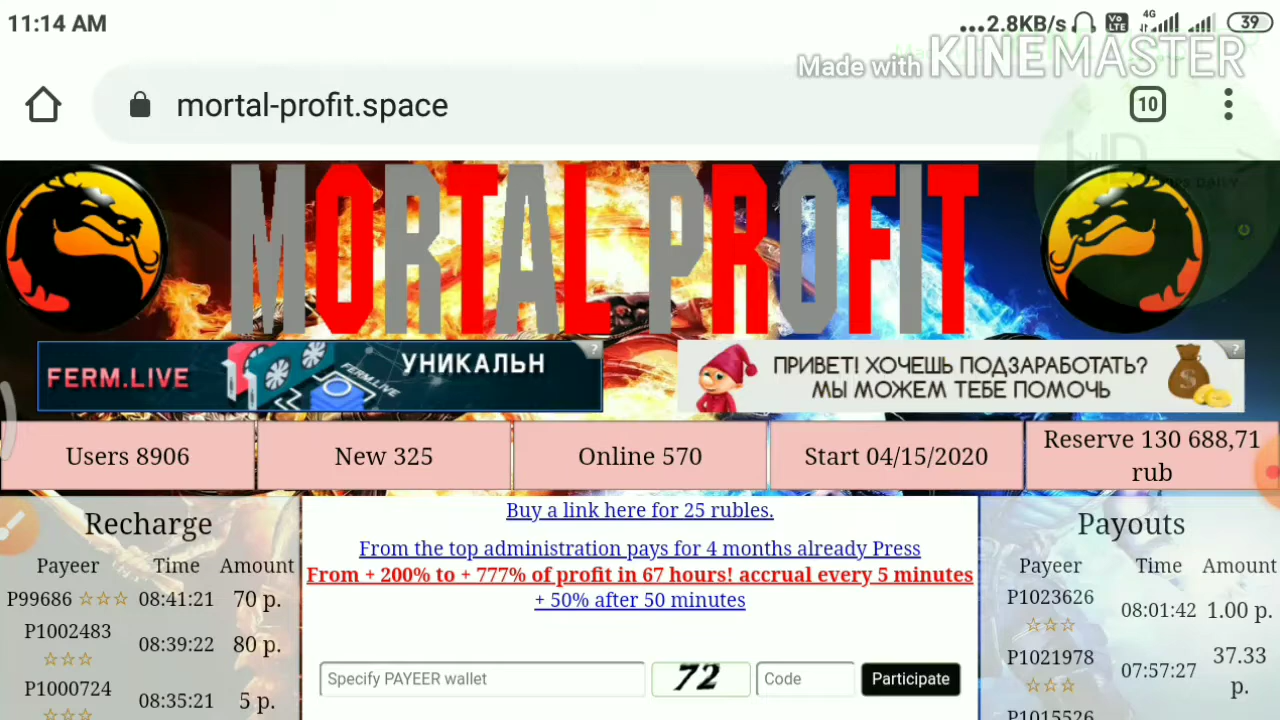 11:14 AM
...2.8KB/s
4G
Vo LTE
39
Made with KINEMASTER
mortal-profit.space
10
MORTAL PROFIT
FERM.LIVE
FERM.LIVE
УНИКАЛЬН
?
ПРИВЕТ! ХОЧЕШЬ ПОДЗАРАБОТАТЬ?
МЫ МОЖЕМ ТЕБЕ ПОМОЧЬ
?
Users 8906
New 325
Online 570
Start 04/15/2020
Reserve 130 688,71
rub
Recharge
Payeer Time Amount
P99686 ☆☆☆ 08:41:21 70 p.
P1002483
☆☆☆
08:39:22 80 p.
P1000724
☆☆☆
08:35:21 5 p.
Buy a link here for 25 rubles.
From the top administration pays for 4 months already Press
From + 200% to + 777% of profit in 67 hours! accrual every 5 minutes
+ 50% after 50 minutes
Specify PAYEER wallet
72
Code
Participate
Payouts
Payeer Time Amount
P1023626
☆☆☆
08:01:42 1.00 p.
P1021978
☆☆☆
07:57:27 37.33
p.
P1015526